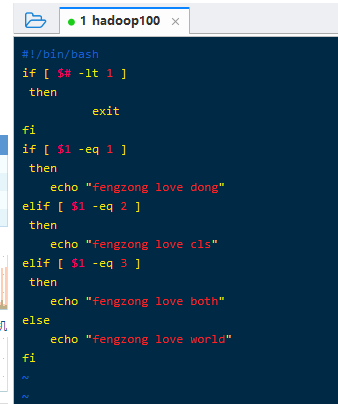 1 hadoop100 ×
#!/bin/bash
if [ $# -lt 1 ]
 then
          exit
fi
if [ $1 -eq 1 ]
 then
    echo "fengzong love dong"
elif [ $1 -eq 2 ]
 then
    echo "fengzong love cls"
elif [ $1 -eq 3 ]
 then
    echo "fengzong love both"
else
    echo "fengzong love world"
fi
~
~
机